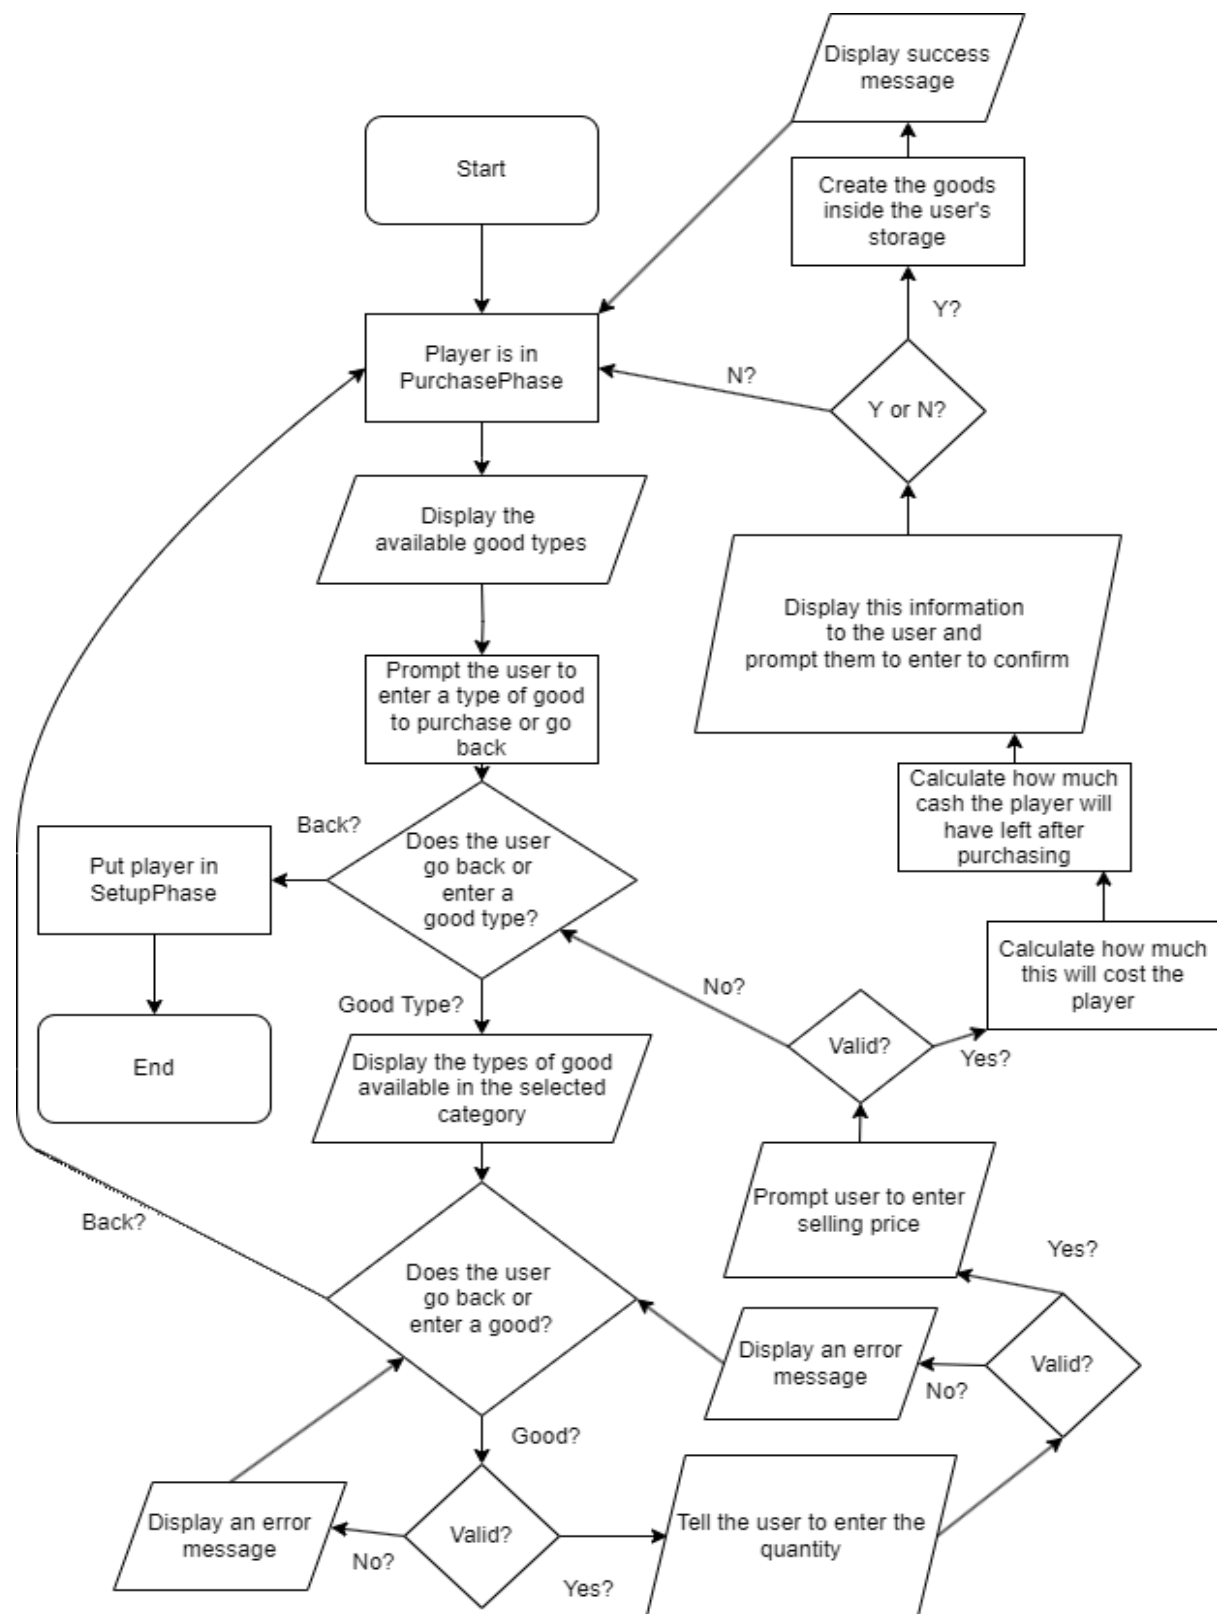 Display success
message
Start
Create the goods
inside the user's
storage
Y?
Player is in
PurchasePhase
N?
Y or N?
Display the
available good types
Display this information
to the user and
prompt them to enter to confirm
Prompt the user to
enter a type of good
to purchase or go
back
Calculate how much
cash the player will
have left after
purchasing
Back?
Does the user
go back or
enter a
good type?
Put player in
SetupPhase
Calculate how much
this will cost the
player
No?
Good Type?
Valid?
Yes?
End
Display the types of good
available in the selected
category
Prompt user to enter
selling price
Back?
Yes?
Does the user
go back or
enter a good?
Display an error
message
Valid?
No?
Good?
Display an error
message
Valid?
Tell the user to enter the
quantity
No?
Yes?